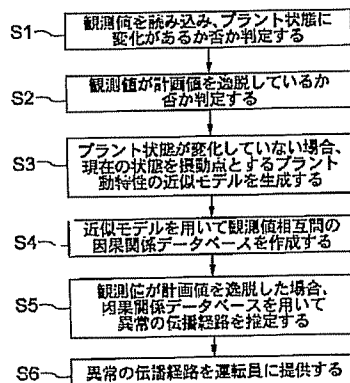 S1
観測値を読み込み、プラント状態に
変化があるか否か判定する
S2
観測値が計画値を逸脱しているか
否か判定する
S3
プラント状態が変化していない場合、
現在の状態を摂動点とするプラント
動特性の近似モデルを生成する
S4
近似モデルを用いて観測値相互間の
因果関係データベースを作成する
S5
観測値が計画値を逸脱した場合、
因果関係データベースを用いて
異常の伝播経路を推定する
S6
異常の伝播経路を運転員に提供する